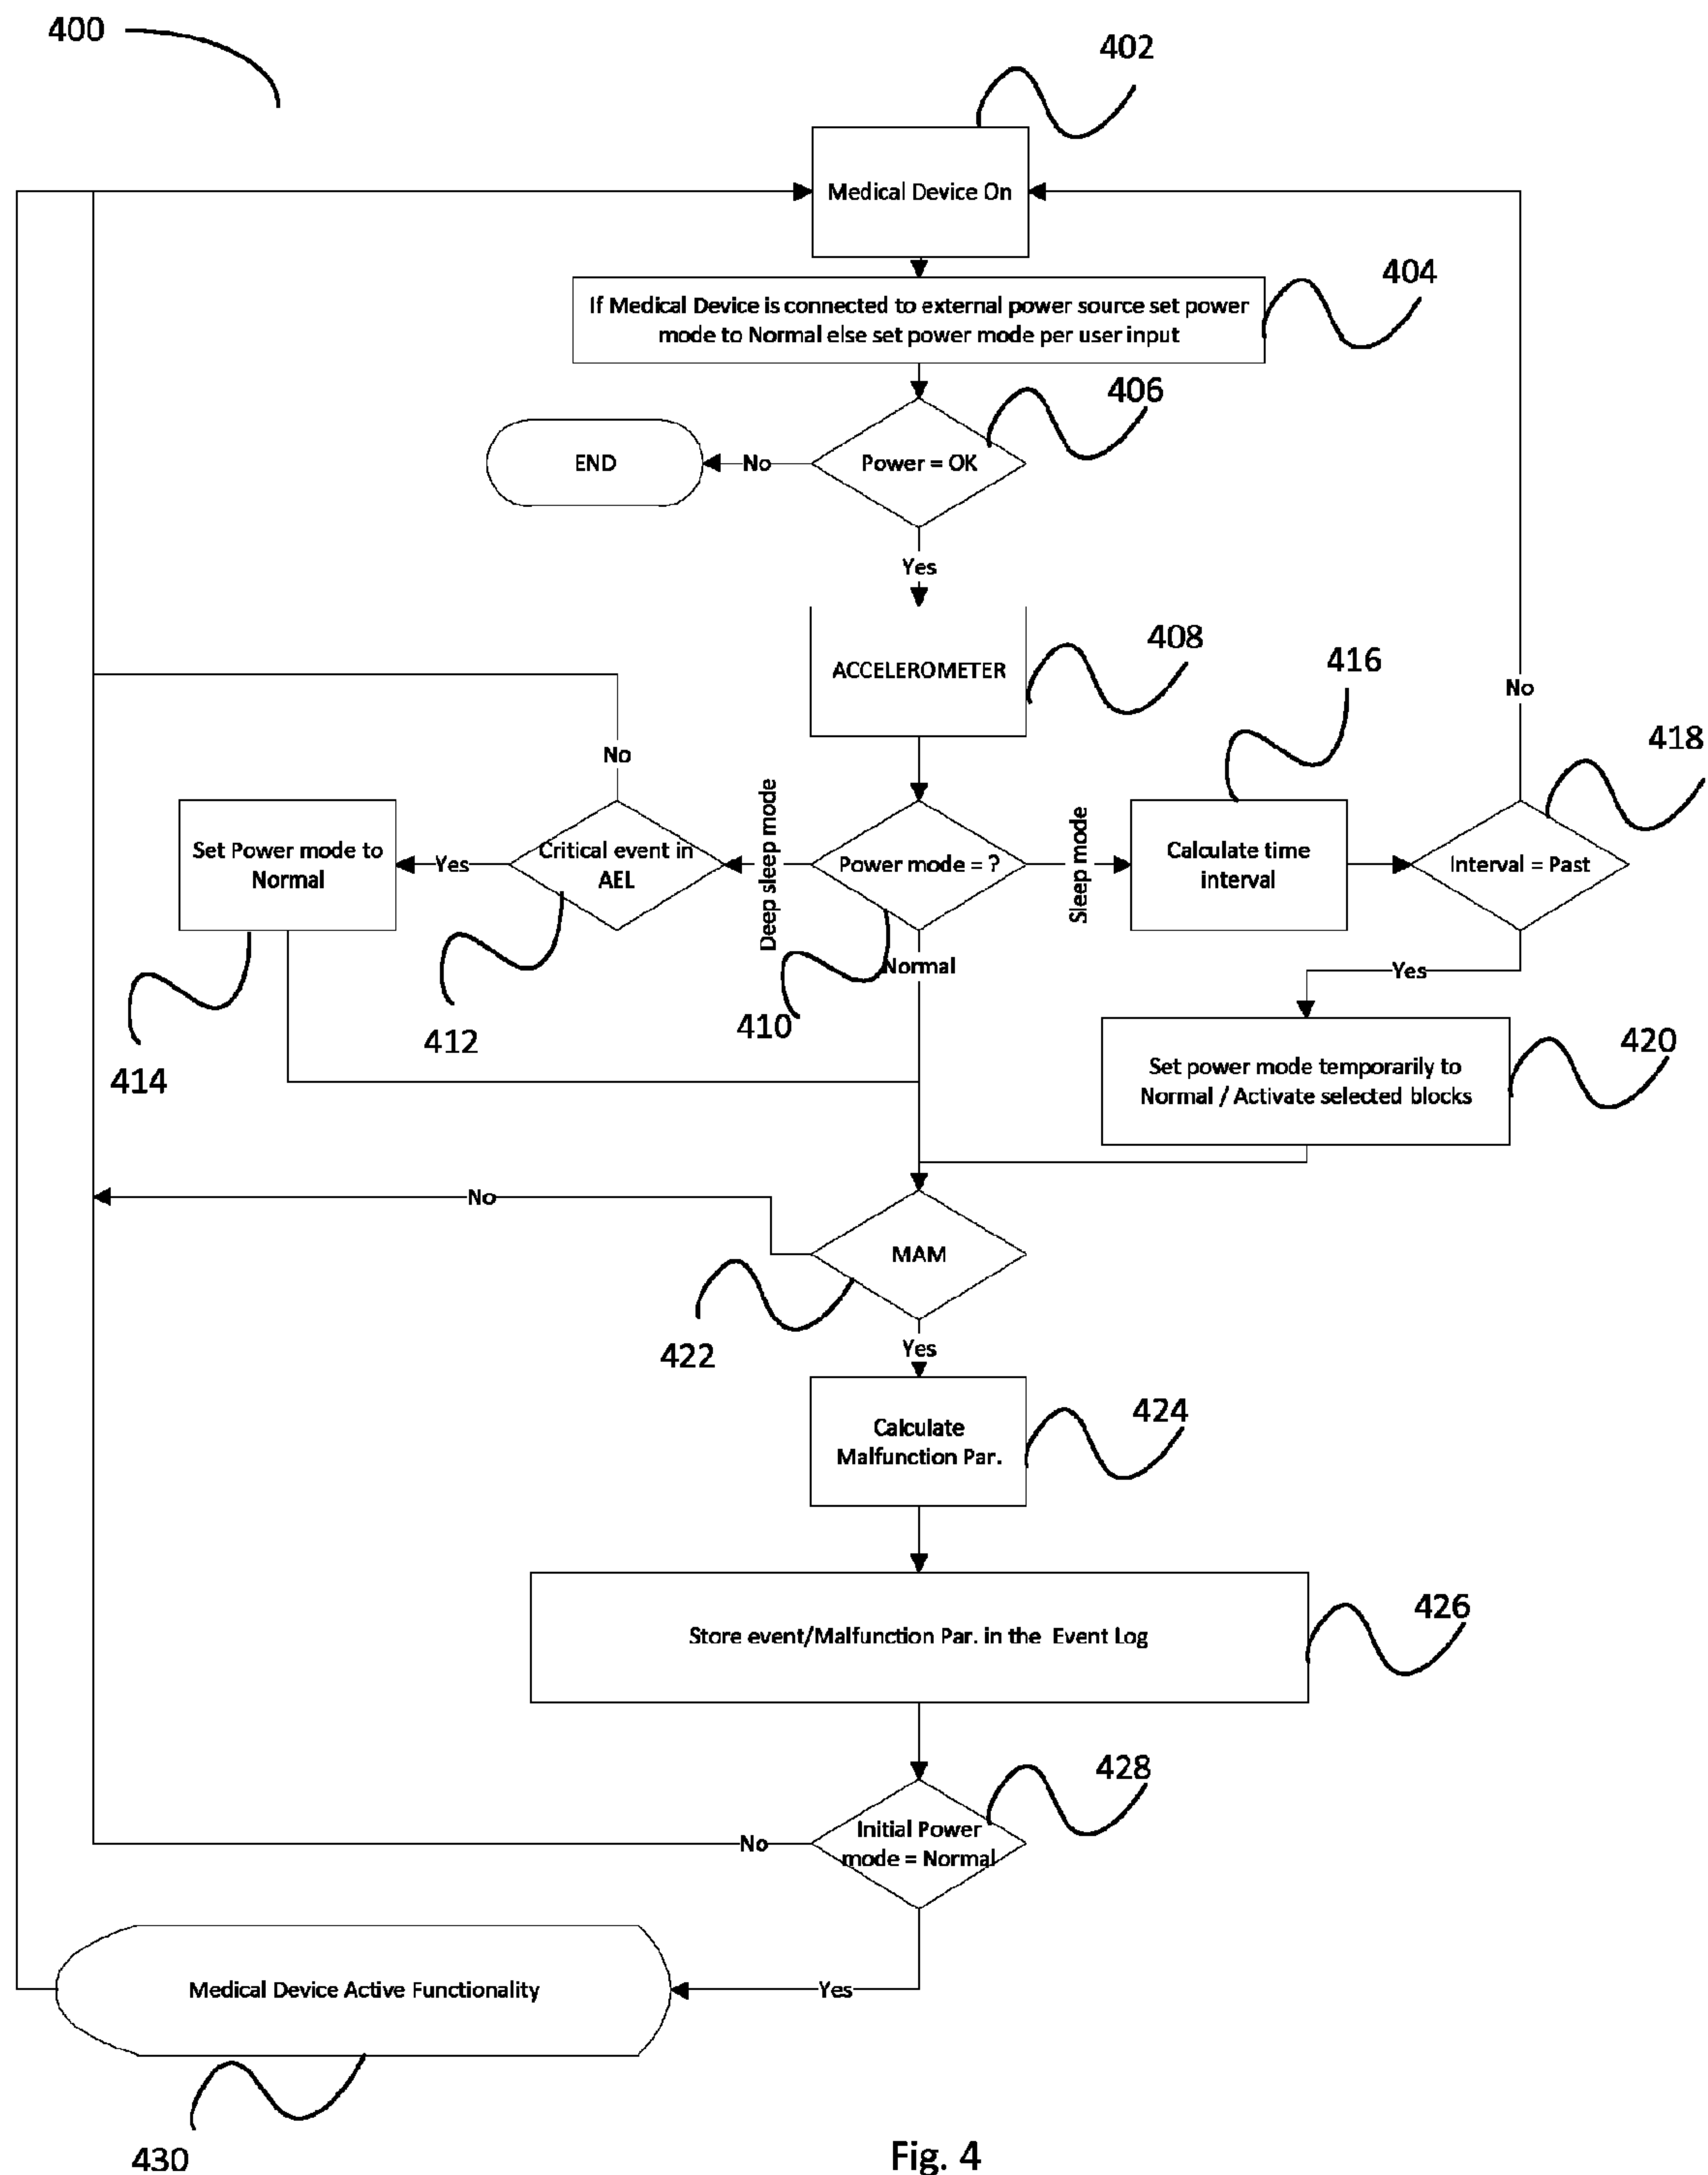 400
402
Medical Device On
404
If Medical Device is connected to external power source set power
mode to Normal else set power mode per user input
406
END
No
Power = OK
Yes
408
ACCELEROMETER
416
No
418
No
Set Power mode to
Normal
Yes
Critical event in
AEL
Deep sleep mode
Power mode = ?
Sleep mode
Calculate time
interval
Interval = Past
Normal
Yes
410
412
414
420
Set power mode temporarily to
Normal / Activate selected blocks
No
MAM
422
Yes
424
Calculate
Malfunction Par.
426
Store event/Malfunction Par. in the Event Log
428
Initial Power
mode = Normal
No
Medical Device Active Functionality
Yes
430
Fig. 4